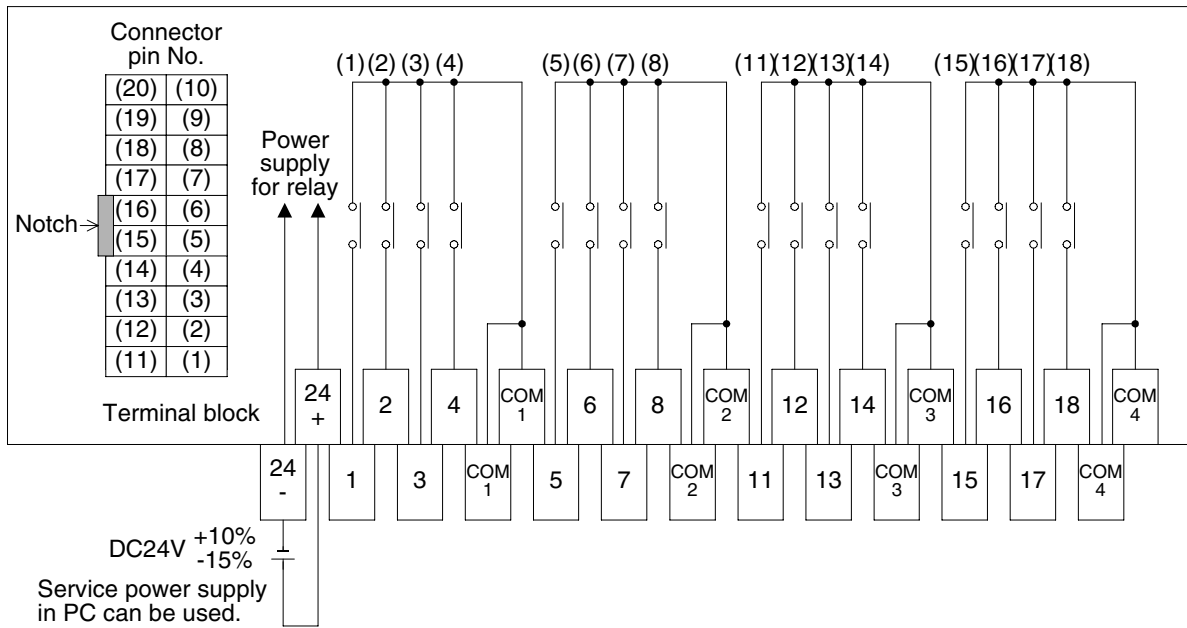 Connector
pin No.
(20) (10)
(19) (9)
(18) (8)
(17) (7)
(16) (6)
(15) (5)
(14) (4)
(13) (3)
(12) (2)
(11) (1)
Notch
Power
supply
for relay
(1) (2) (3) (4)
(5) (6) (7) (8)
(11) (12) (13) (14)
(15) (16) (17) (18)
Terminal block
24
+
2
4
COM
1
6
8
COM
2
12
14
COM
3
16
18
COM
4
24
-
1
3
COM
1
5
7
COM
2
11
13
COM
3
15
17
COM
4
DC24V +10%
-15%
Service power supply
in PC can be used.